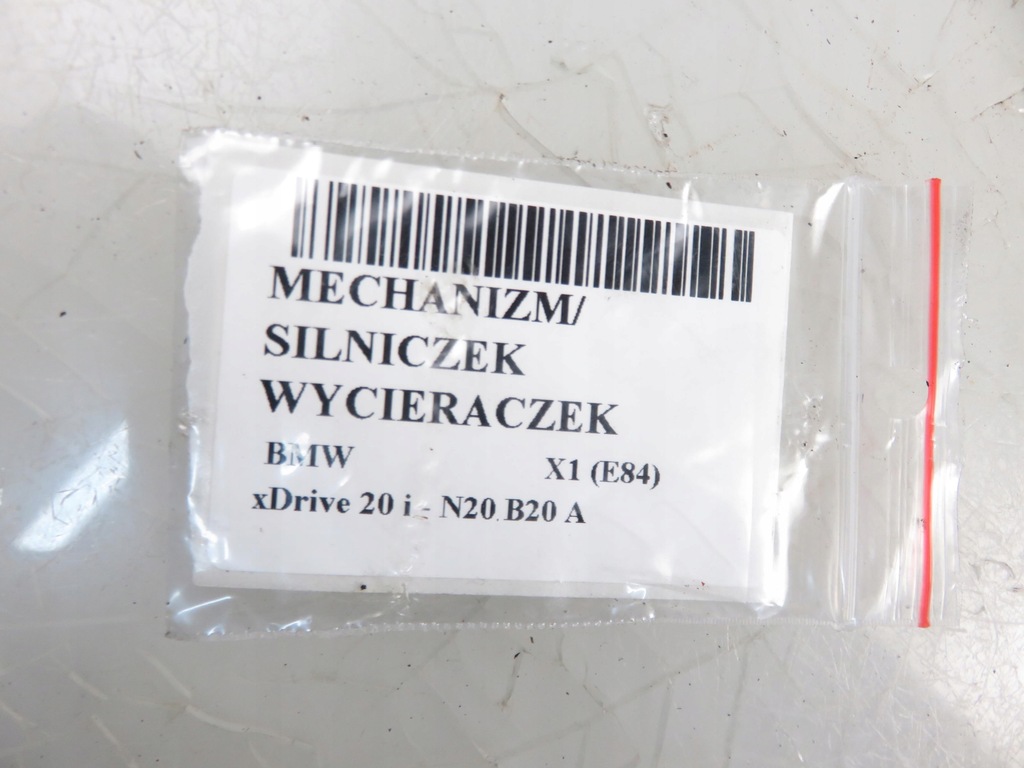 MECHANIZM/
SILNICZEK
WYCIERACZEK
BMW X1 (E84)
xDrive 20 i - N20 B20 A